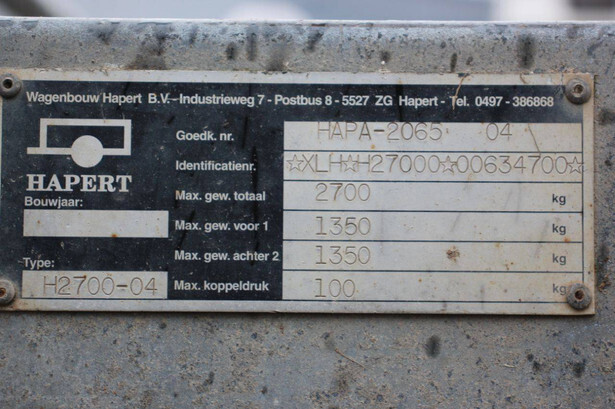 Wagenbouw Hapert B.V.-Industrieweg 7 - Postbus 8 - 5527 ZG Hapert - Tel. 0497 - 386868
HAPERT
Bouwjaar:
Type:
H2700-04
Goedk. nr. HAPA-2065 04
Identificatienr. ☆XLH☆H27000☆00634700☆
Max. gew. totaal 2700 kg
Max. gew. voor 1 1350 kg
Max. gew. achter 2 1350 kg
Max. koppeldruk 100 kg